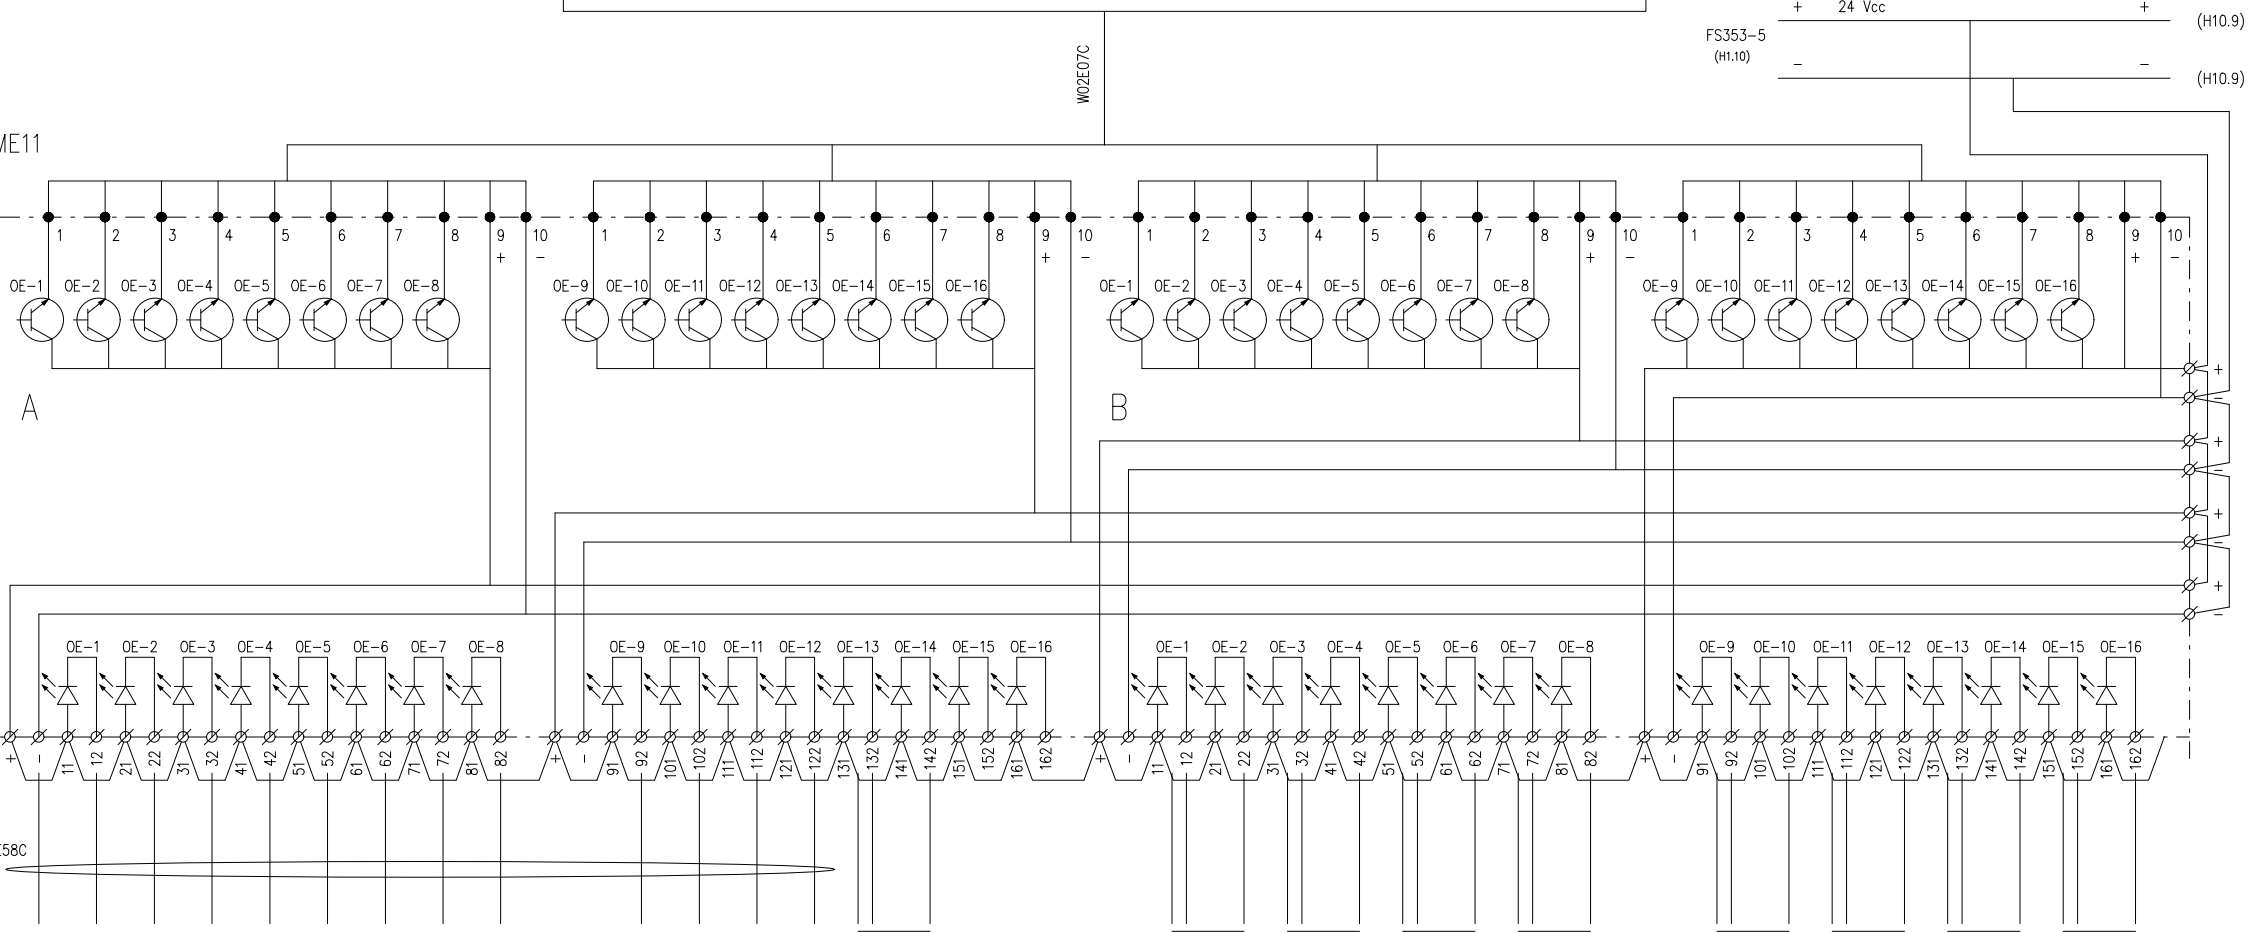 + 24 Vcc + (H10.9)
FS353-5
(H1.10)
- - (H10.9)
W02E07C
ME11
1 2 3 4 5 6 7 8 9 10 1 2 3 4 5 6 7 8 9 10 1 2 3 4 5 6 7 8 9 10 1 2 3 4 5 6 7 8 9 10
+ - + - + - + -
OE-1 OE-2 OE-3 OE-4 OE-5 OE-6 OE-7 OE-8 OE-9 OE-10 OE-11 OE-12 OE-13 OE-14 OE-15 OE-16 OE-1 OE-2 OE-3 OE-4 OE-5 OE-6 OE-7 OE-8 OE-9 OE-10 OE-11 OE-12 OE-13 OE-14 OE-15 OE-16
+
-
A B
+
-
+
-
+
-
OE-1 OE-2 OE-3 OE-4 OE-5 OE-6 OE-7 OE-8 OE-9 OE-10 OE-11 OE-12 OE-13 OE-14 OE-15 OE-16 OE-1 OE-2 OE-3 OE-4 OE-5 OE-6 OE-7 OE-8 OE-9 OE-10 OE-11 OE-12 OE-13 OE-14 OE-15 OE-16
+ - 11 12 21 22 31 32 41 42 51 52 61 62 71 72 81 82 + - 91 92 101 102 111 112 121 122 131 132 141 142 151 152 161 162 + - 11 12 21 22 31 32 41 42 51 52 61 62 71 72 81 82 + - 91 92 101 102 111 112 121 122 131 132 141 142 151 152 161 162
E58C